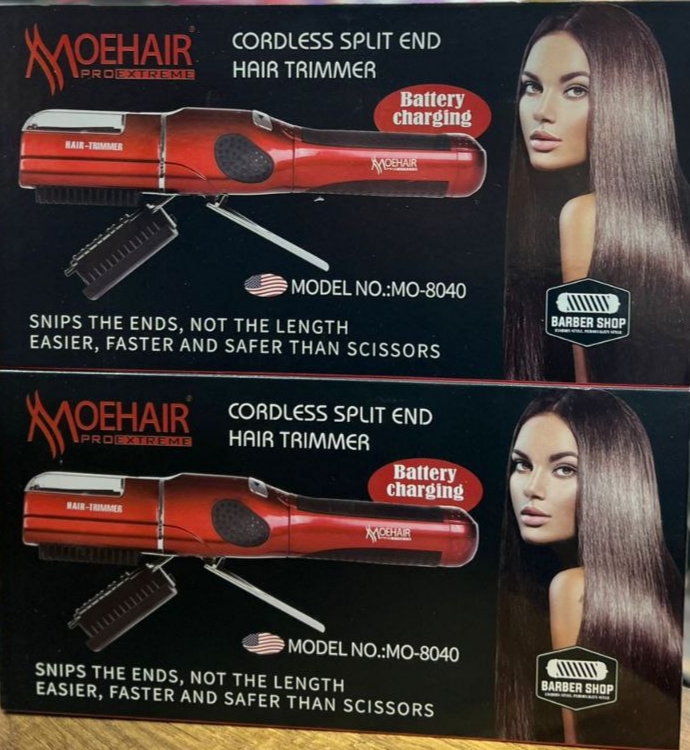 MOEHAIR
PROEXTREME
CORDLESS SPLIT END
HAIR TRIMMER
Battery
charging
HAIR-TRIMMER
MOEHAIR
MODEL NO.:MO-8040
BARBER SHOP
SNIPS THE ENDS, NOT THE LENGTH
EASIER, FASTER AND SAFER THAN SCISSORS
MOEHAIR
PROEXTREME
CORDLESS SPLIT END
HAIR TRIMMER
Battery
charging
HAIR-TRIMMER
MOEHAIR
MODEL NO.:MO-8040
BARBER SHOP
SNIPS THE ENDS, NOT THE LENGTH
EASIER, FASTER AND SAFER THAN SCISSORS